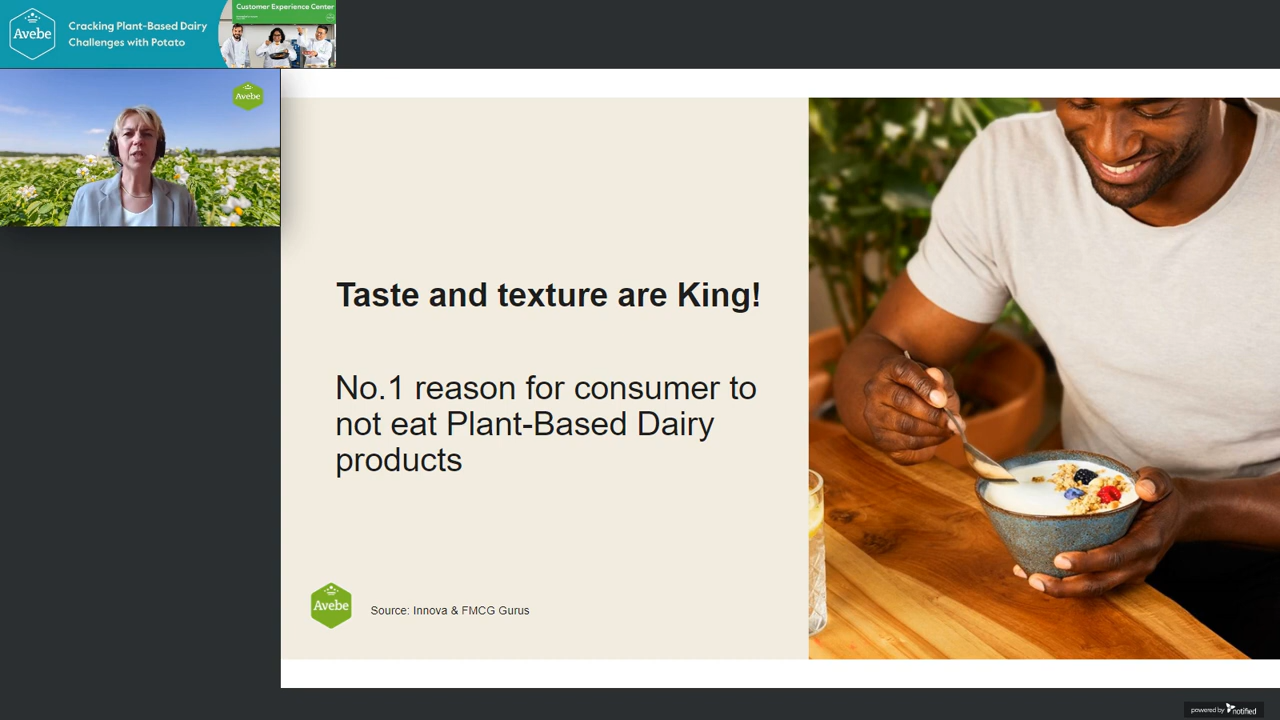 Avebe
Cracking Plant-Based Dairy
Challenges with Potato
Customer Experience Center
Avebe
Taste and texture are King!
No.1 reason for consumer to
not eat Plant-Based Dairy
products
Avebe
Source: Innova & FMCG Gurus
powered by notified